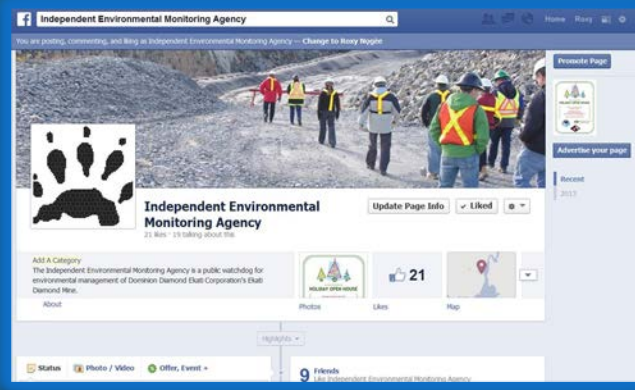 Independent Environmental Monitoring Agency
Home Roxy
You are posting, commenting, and liking as Independent Environmental Monitoring Agency — Change to Roxy
Promote Page
HOLIDAY OPEN HOUSE
Advertise your page
Recent
2013
Independent Environmental
Monitoring Agency
21 likes · 19 talking about this
Update Page Info
Liked
Add A Category
The Independent Environmental Monitoring Agency is a public watchdog for
environmental management of Dominion Diamond Ekati Corporation's Ekati
Diamond Mine.
About
HOLIDAY OPEN HOUSE
21
Photos Likes Map
Highlights
Status Photo / Video Offer, Event +
9 Friends
Like Independent Environmental Monitoring Agency